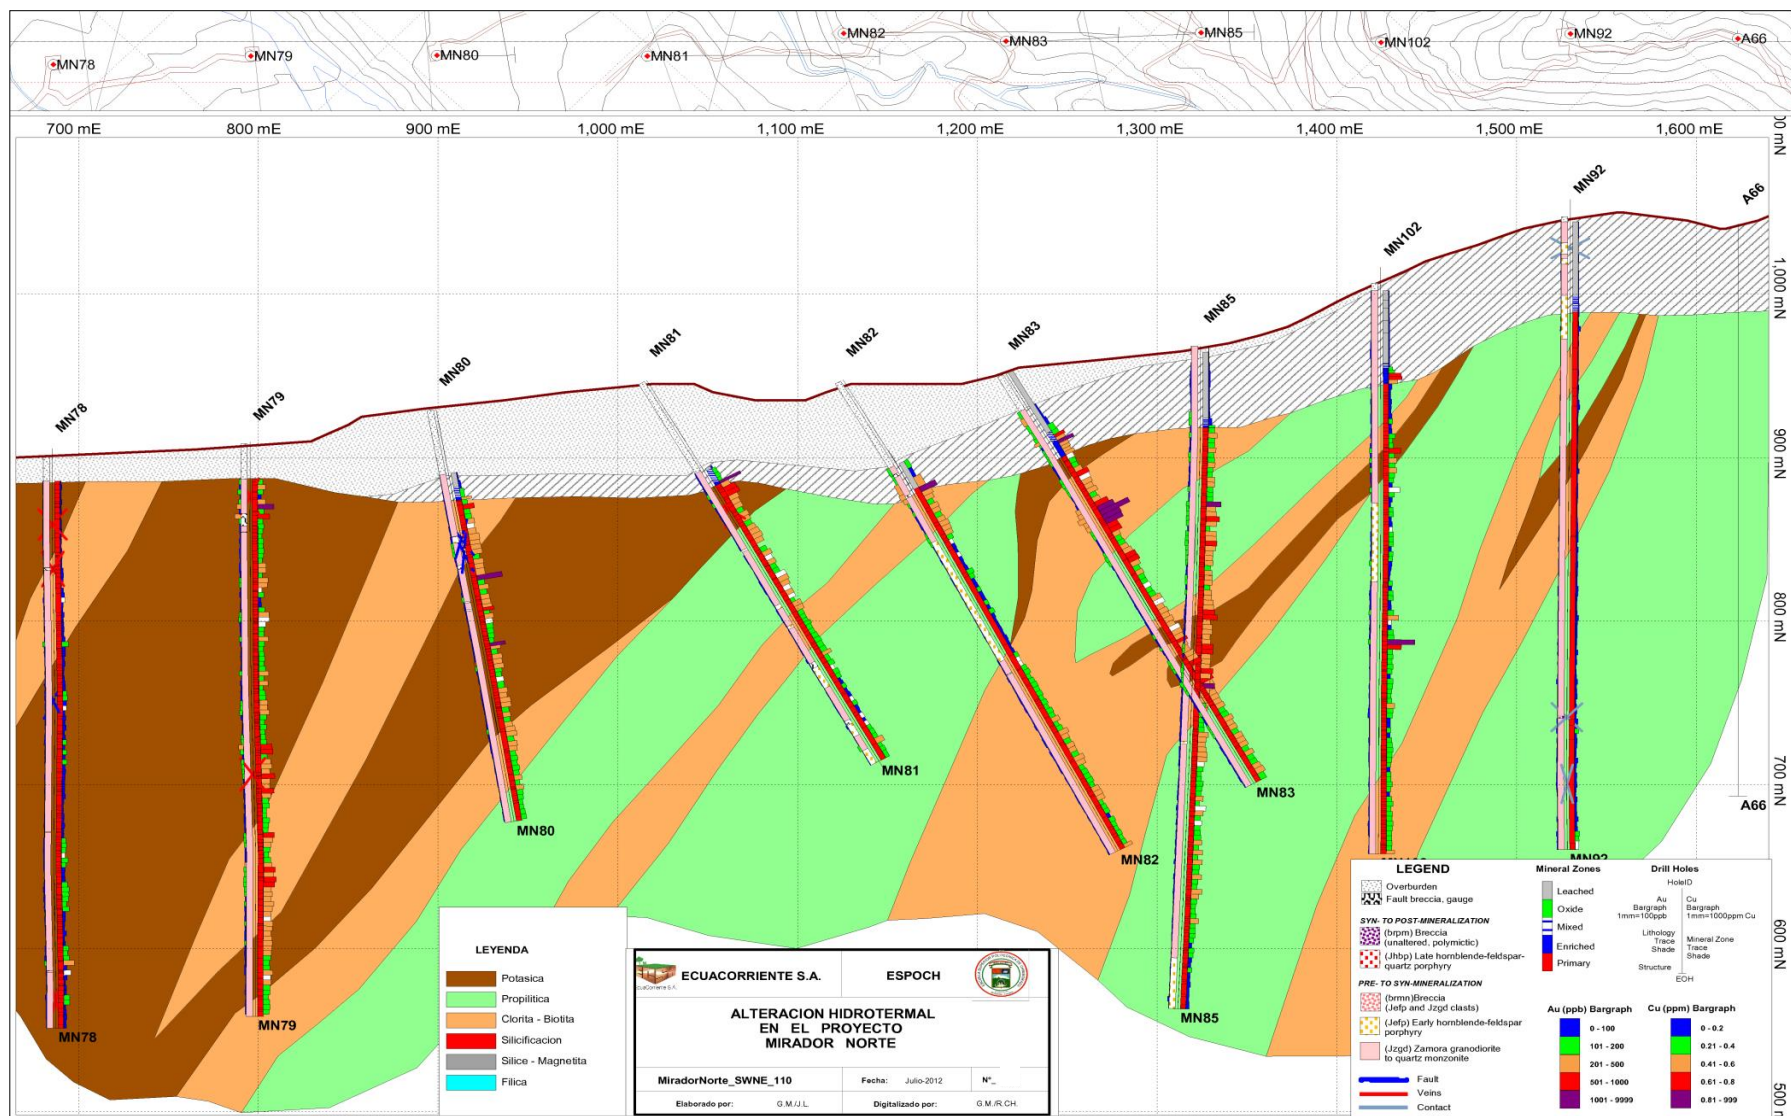 MN78
MN79
MN80
MN81
MN82
MN83
MN85
MN102
MN92
A66
700 mE
800 mE
900 mE
1,000 mE
1,100 mE
1,200 mE
1,300 mE
1,400 mE
1,500 mE
1,600 mE
00 mN
MN78
MN79
MN80
MN81
MN82
MN83
MN85
MN102
MN92
A66
1,000 mN
900 mN
800 mN
700 mN
600 mN
500
MN78
MN79
MN80
MN81
MN82
MN83
MN85
MN92
A66
LEYENDA
Potasica
Propilitica
Clorita - Biotita
Silicificacion
Silice - Magnetita
Filica
ECUACORRIENTE S.A.
ESPOCH
ALTERACION HIDROTERMAL
EN EL PROYECTO
MIRADOR NORTE
MiradorNorte_SWNE_110
Fecha: Julio-2012
N°_
Elaborado por: G.M./J.L.
Digitalizado por: G.M./R.CH.
LEGEND
Overburden
Fault breccia, gauge
SYN- TO POST-MINERALIZATION
(brpm) Breccia
(unaltered, polymictic)
(Jhbp) Late hornblende-feldspar-
quartz porphyry
PRE- TO SYN-MINERALIZATION
(brmn)Breccia
(Jefp and Jzgd clasts)
(Jefp) Early hornblende-feldspar
porphyry
(Jzgd) Zamora granodiorite
to quartz monzonite
Fault
Veins
Contact
Mineral Zones
Leached
Oxide
Mixed
Enriched
Primary
Drill Holes
HoleID
Au
Bargraph
1mm=100ppb
Cu
Bargraph
1mm=1000ppm Cu
Lithology
Trace
Shade
Mineral Zone
Trace
Shade
Structure
EOH
Au (ppb) Bargraph
0 - 100
101 - 200
201 - 500
501 - 1000
1001 - 9999
Cu (ppm) Bargraph
0 - 0.2
0.21 - 0.4
0.41 - 0.6
0.61 - 0.8
0.81 - 999